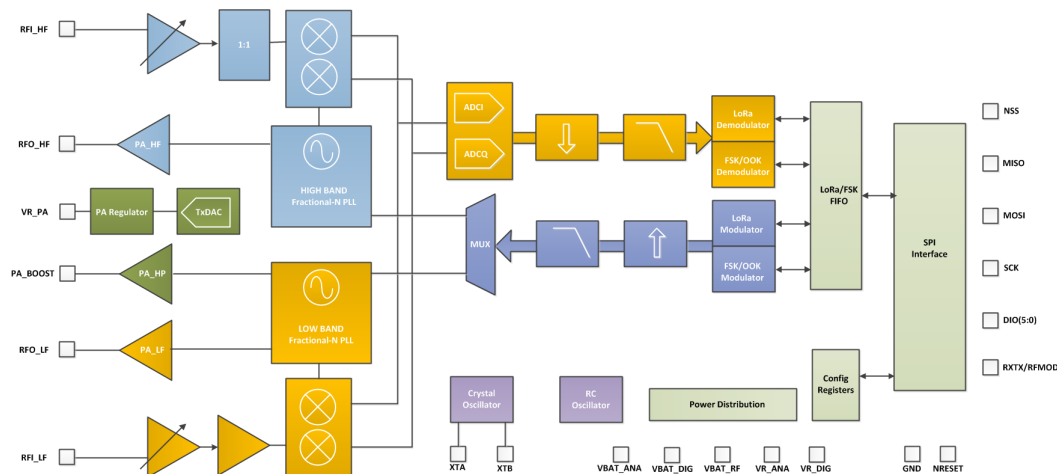 RFI_HF
1:1
ADCI
ADCQ
LoRa
Demodulator
FSK/OOK
Demodulator
NSS
RFO_HF
PA_HF
HIGH BAND
Fractional-N PLL
MISO
LoRa/FSK
FIFO
VR_PA
PA Regulator
TxDAC
MUX
LoRa
Modulator
FSK/OOK
Modulator
MOSI
SPI
Interface
PA_BOOST
PA_HP
SCK
LOW BAND
Fractional-N PLL
DIO(5:0)
RFO_LF
PA_LF
RXTX/RFMOD
Crystal
Oscillator
RC
Oscillator
Power Distribution
Config
Registers
RFI_LF
XTA
XTB
VBAT_ANA
VBAT_DIG
VBAT_RF
VR_ANA
VR_DIG
GND
NRESET